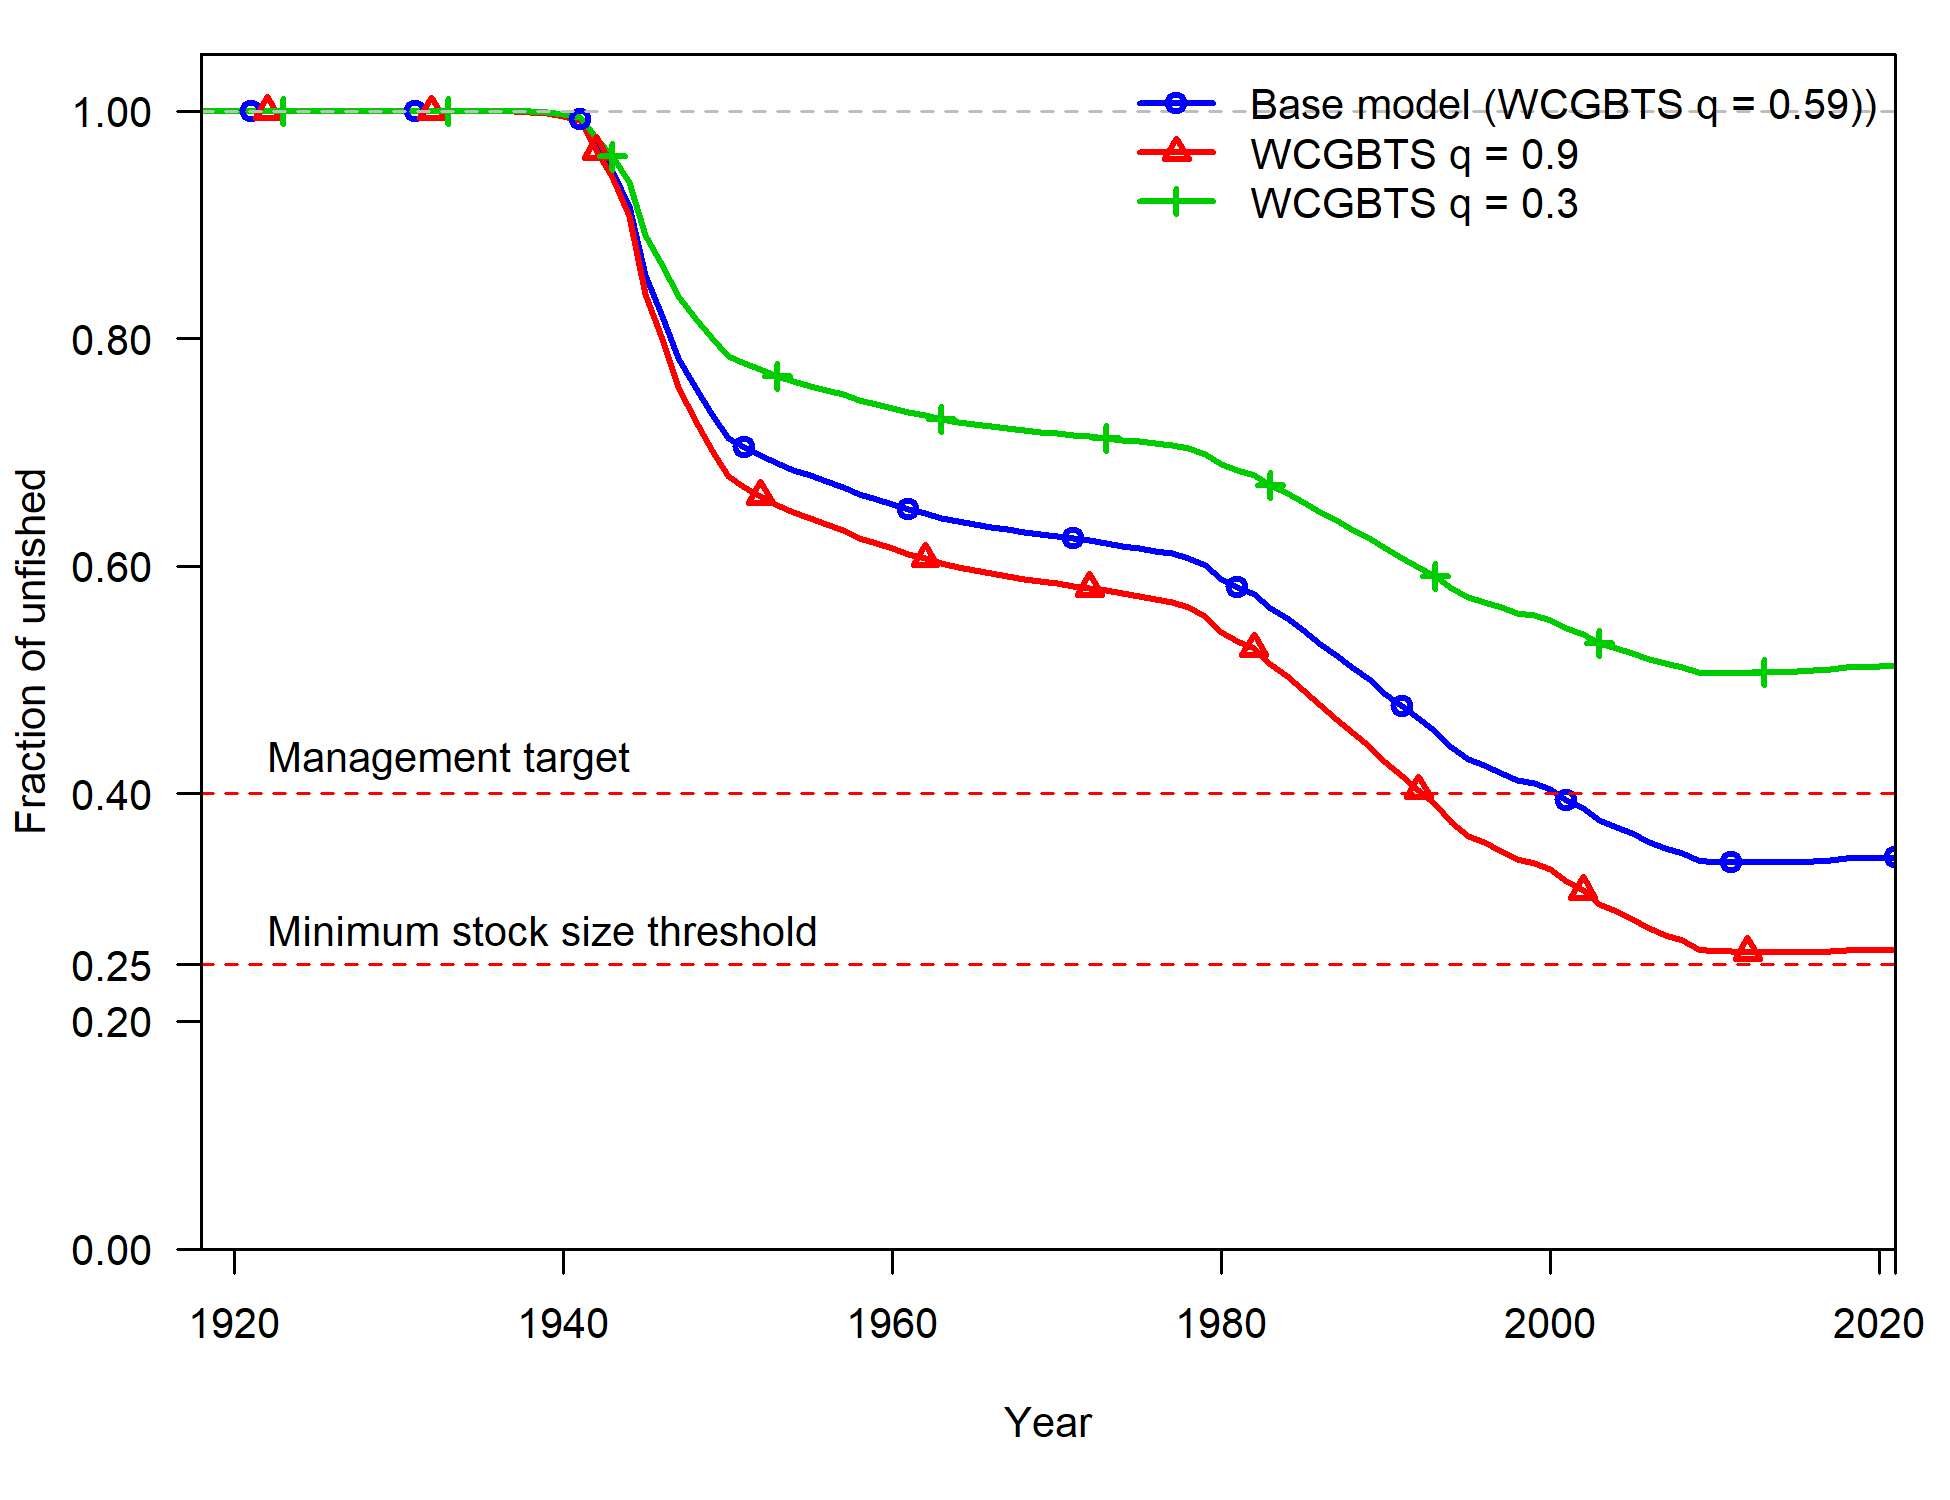 Base model (WCGBTS q = 0.59))
WCGBTS q = 0.9
WCGBTS q = 0.3
1.00
0.80
0.60
0.40
0.25
0.20
0.00
Fraction of unfished
Management target
Minimum stock size threshold
1920 1940 1960 1980 2000 2020
Year